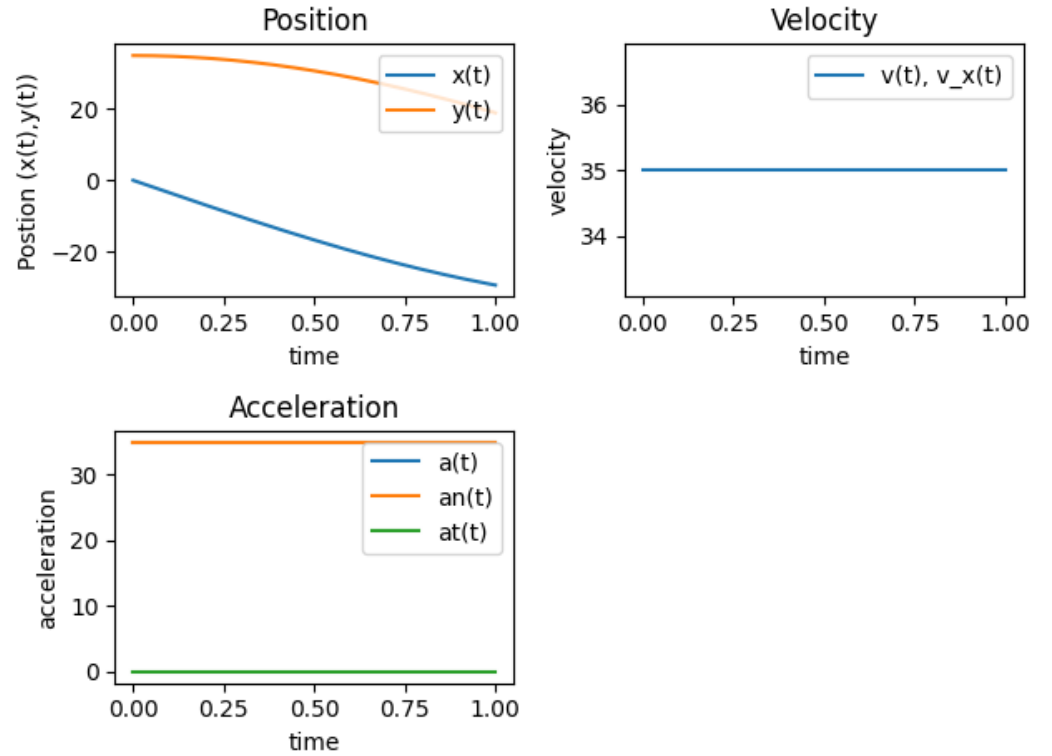 Position
Postion (x(t),y(t))
20
0
−20
x(t)
y(t)
0.00 0.25 0.50 0.75 1.00
time
Velocity
velocity
36
35
34
v(t), v_x(t)
0.00 0.25 0.50 0.75 1.00
time
Acceleration
acceleration
30
20
10
0
a(t)
an(t)
at(t)
0.00 0.25 0.50 0.75 1.00
time